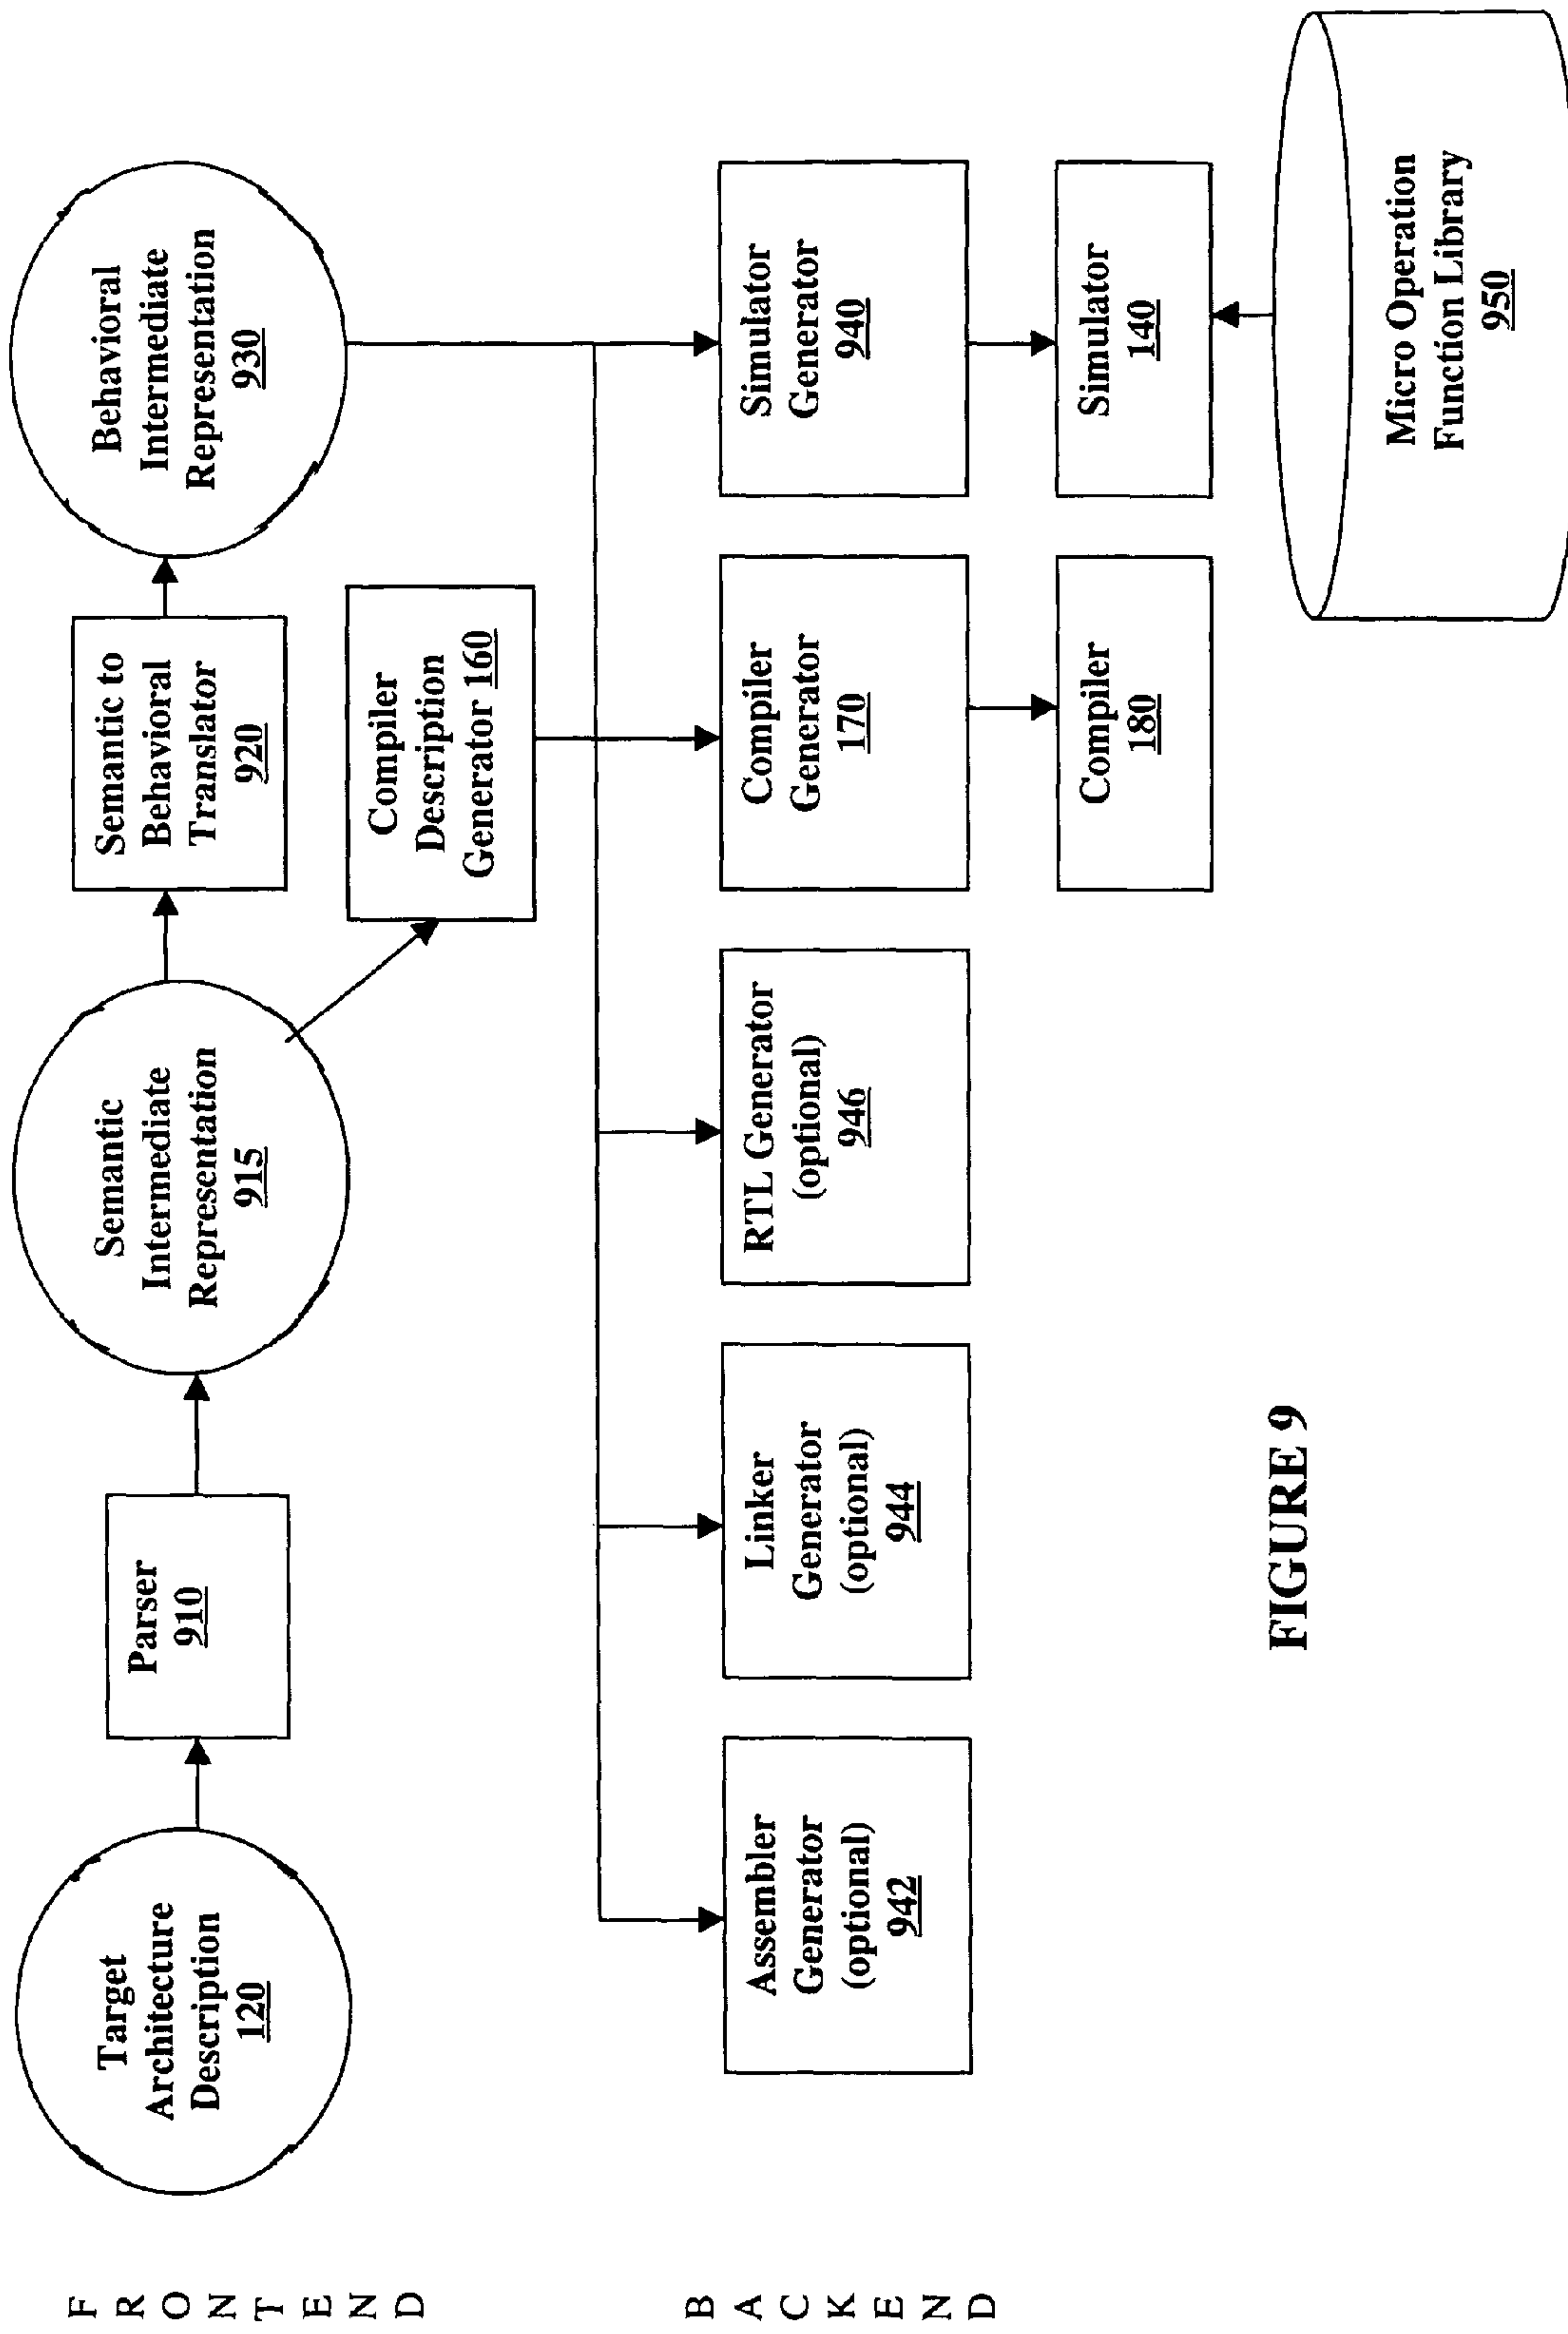 FRONTEND
Target
Architecture
Description
120
Parser
910
Semantic
Intermediate
Representation
915
Semantic to
Behavioral
Translator
920
Behavioral
Intermediate
Representation
930
Compiler
Description
Generator 160
BACKEND
Assembler
Generator
(optional)
942
Linker
Generator
(optional)
944
RTL Generator
(optional)
946
Compiler
Generator
170
Simulator
Generator
940
Compiler
180
Simulator
140
Micro Operation
Function Library
950
FIGURE 9